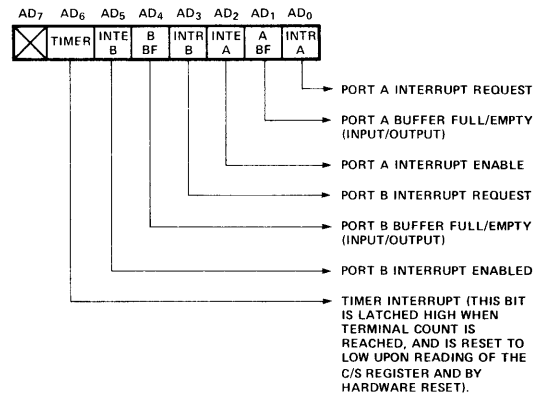 AD7 AD6 AD5 AD4 AD3 AD2 AD1 AD0
TIMER
INTE B
B BF
INTR B
INTE A
A BF
INTR A
PORT A INTERRUPT REQUEST
PORT A BUFFER FULL/EMPTY
(INPUT/OUTPUT)
PORT A INTERRUPT ENABLE
PORT B INTERRUPT REQUEST
PORT B BUFFER FULL/EMPTY
(INPUT/OUTPUT)
PORT B INTERRUPT ENABLED
TIMER INTERRUPT (THIS BIT
IS LATCHED HIGH WHEN
TERMINAL COUNT IS
REACHED, AND IS RESET TO
LOW UPON READING OF THE
C/S REGISTER AND BY
HARDWARE RESET).